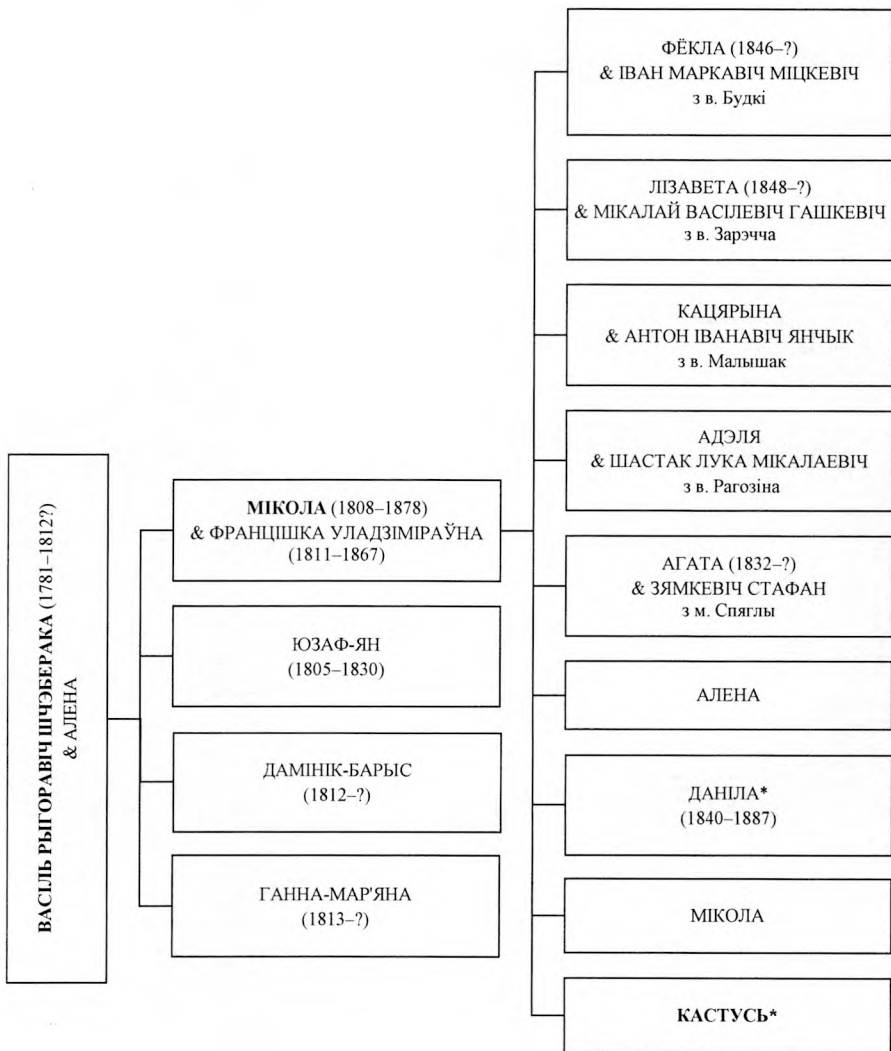 ВАСІЛЬ РЫГОРАВІЧ ШЧЭБЕРАКА (1781–1812?)
& АЛЕНА
МІКОЛА (1808–1878)
& ФРАНЦІШКА УЛАДЗІМІРАЎНА
(1811–1867)
ЮЗАФ-ЯН
(1805–1830)
ДАМІНІК-БАРЫС
(1812–?)
ГАННА-МАР'ЯНА
(1813–?)
ФЁКЛА (1846–?)
& ІВАН МАРКАВІЧ МІЦКЕВІЧ
з в. Будкі
ЛІЗАВЕТА (1848–?)
& МІКАЛАЙ ВАСІЛЕВІЧ ГАШКЕВІЧ
з в. Зарэчча
КАЦЯРЫНА
& АНТОН ІВАНАВІЧ ЯНЧЫК
з в. Малышак
АДЭЛЯ
& ШАСТАК ЛУКА МІКАЛАЕВІЧ
з в. Рагозіна
АГАТА (1832–?)
& ЗЯМКЕВІЧ СТАФАН
з м. Спяглы
АЛЕНА
ДАНІЛА*
(1840–1887)
МІКОЛА
КАСТУСЬ*